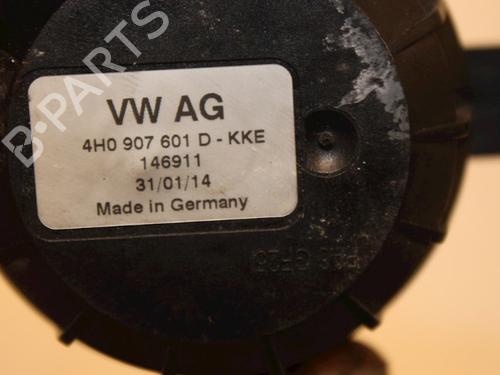 VW AG
4H0 907 601 D - KKE
146911
31/01/14
Made in Germany
B-PARTS